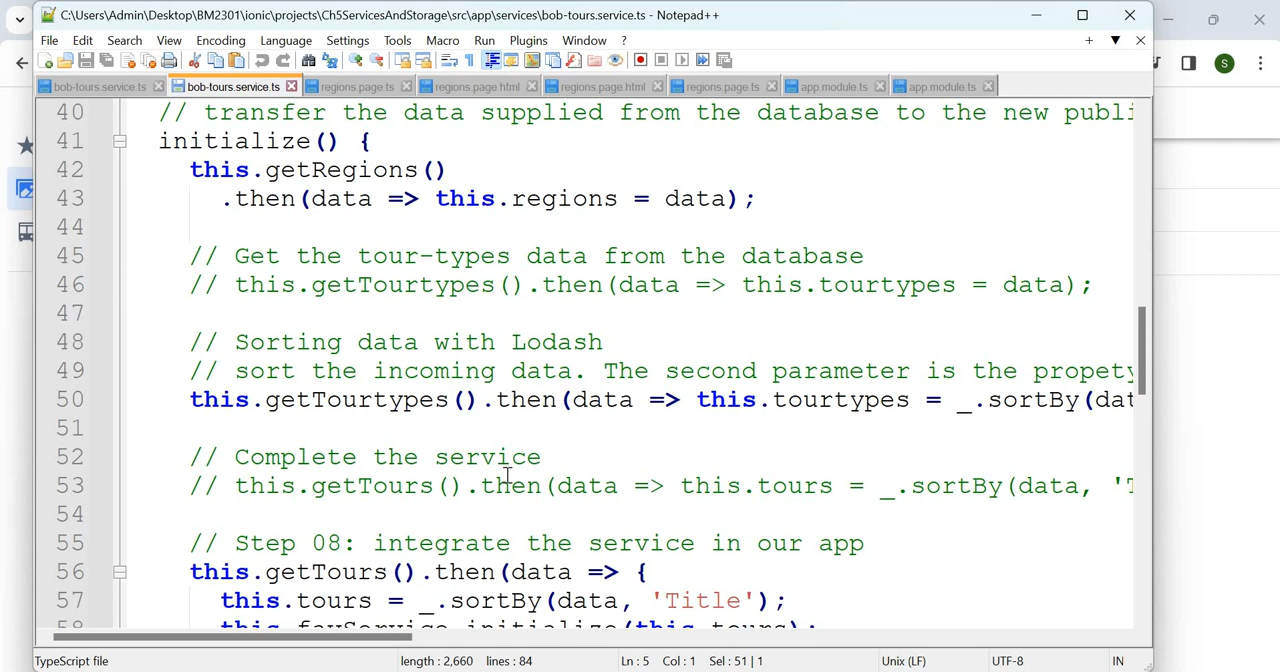 C:\Users\Admin\Desktop\BM2301\ionic\projects\Ch5ServicesAndStorage\src\app\services\bob-tours.service.ts - Notepad++
File Edit Search View Encoding Language Settings Tools Macro Run Plugins Window ?
bob-tours.service.ts bob-tours.service.ts regions.page.ts regions.page.html regions.page.html regions.page.ts app.module.ts app.module.ts
S
40 // transfer the data supplied from the database to the new publi
41 initialize() {
42 this.getRegions()
43 .then(data => this.regions = data);
44
45 // Get the tour-types data from the database
46 // this.getTourtypes().then(data => this.tourtypes = data);
47
48 // Sorting data with Lodash
49 // sort the incoming data. The second parameter is the propety
50 this.getTourtypes().then(data => this.tourtypes = _.sortBy(dat
51
52 // Complete the service
53 // this.getTours().then(data => this.tours = _.sortBy(data, 'T
54
55 // Step 08: integrate the service in our app
56 this.getTours().then(data => {
57 this.tours = _.sortBy(data, 'Title');
58 this.favService.initialize(this.tours);
TypeScript file length : 2,660 lines : 84 Ln : 5 Col : 1 Sel : 51 | 1 Unix (LF) UTF-8 IN